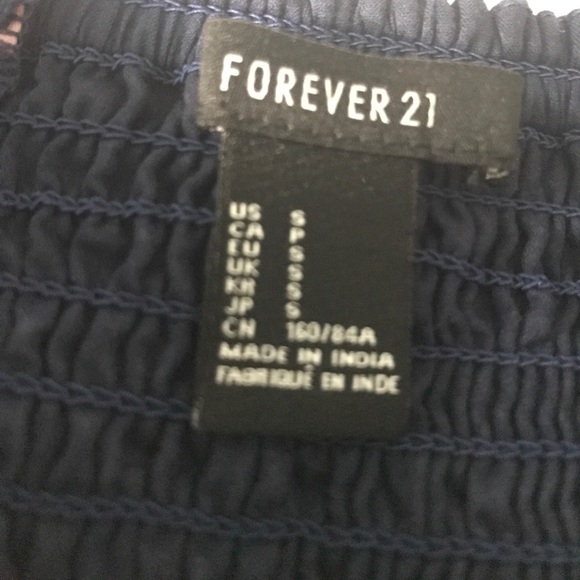 FOREVER 21
US S
CA P
EU S
UK S
KR S
JP S
CN 160/84A
MADE IN INDIA
FABRIQUÉ EN INDE